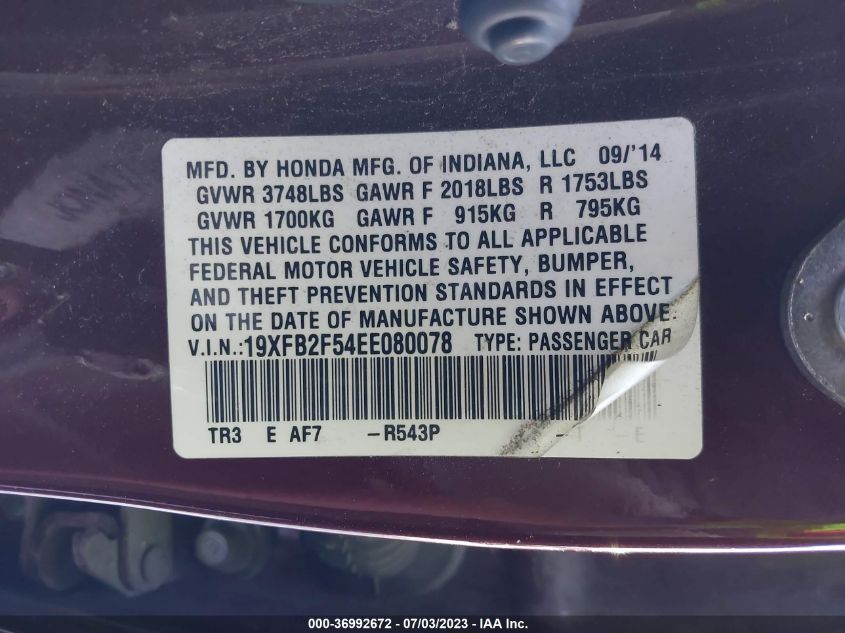 MFD. BY HONDA MFG. OF INDIANA, LLC 09/'14
GVWR 3748LBS GAWR F 2018LBS R 1753LBS
GVWR 1700KG GAWR F 915KG R 795KG
THIS VEHICLE CONFORMS TO ALL APPLICABLE
FEDERAL MOTOR VEHICLE SAFETY, BUMPER,
AND THEFT PREVENTION STANDARDS IN EFFECT
ON THE DATE OF MANUFACTURE SHOWN ABOVE.
V.I.N.:19XFB2F54EE080078 TYPE: PASSENGER CAR
TR3 E AF7 -R543P -1 -E
000-36992672 / 07/03/2023 - IAA Inc.